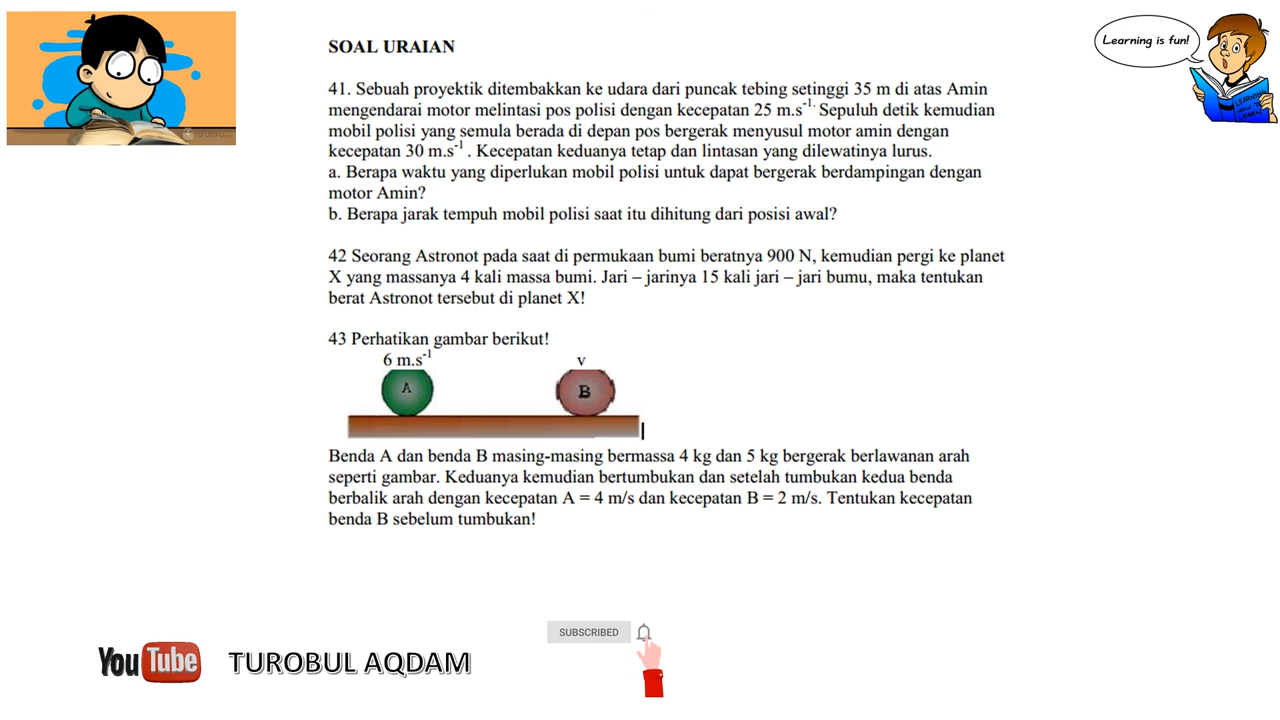 Learning is fun!
LEARNING HOW TO LEARN
SOAL URAIAN
41. Sebuah proyektik ditembakkan ke udara dari puncak tebing setinggi 35 m di atas Amin
mengendarai motor melintasi pos polisi dengan kecepatan 25 m.s⁻¹. Sepuluh detik kemudian
mobil polisi yang semula berada di depan pos bergerak menyusul motor amin dengan
kecepatan 30 m.s⁻¹ . Kecepatan keduanya tetap dan lintasan yang dilewatinya lurus.
a. Berapa waktu yang diperlukan mobil polisi untuk dapat bergerak berdampingan dengan
motor Amin?
b. Berapa jarak tempuh mobil polisi saat itu dihitung dari posisi awal?
42 Seorang Astronot pada saat di permukaan bumi beratnya 900 N, kemudian pergi ke planet
X yang massanya 4 kali massa bumi. Jari – jarinya 15 kali jari – jari bumu, maka tentukan
berat Astronot tersebut di planet X!
43 Perhatikan gambar berikut!
6 m.s⁻¹ v
A B
Benda A dan benda B masing-masing bermassa 4 kg dan 5 kg bergerak berlawanan arah
seperti gambar. Keduanya kemudian bertumbukan dan setelah tumbukan kedua benda
berbalik arah dengan kecepatan A = 4 m/s dan kecepatan B = 2 m/s. Tentukan kecepatan
benda B sebelum tumbukan!
SUBSCRIBED
YouTube TUROBUL AQDAM